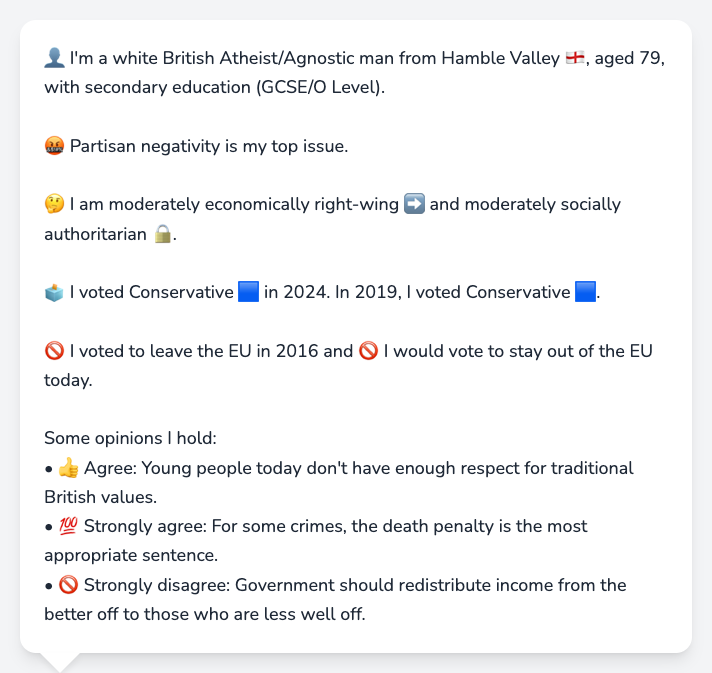 👤 I'm a white British Atheist/Agnostic man from Hamble Valley 🏴󠁧󠁢󠁥󠁮󠁧󠁿, aged 79,
with secondary education (GCSE/O Level).
🤬 Partisan negativity is my top issue.
🤔 I am moderately economically right-wing ➡️ and moderately socially
authoritarian 🔒.
🗳️ I voted Conservative 🟦 in 2024. In 2019, I voted Conservative 🟦.
🚫 I voted to leave the EU in 2016 and 🚫 I would vote to stay out of the EU
today.
Some opinions I hold:
• 👍 Agree: Young people today don't have enough respect for traditional
British values.
• 💯 Strongly agree: For some crimes, the death penalty is the most
appropriate sentence.
• 🚫 Strongly disagree: Government should redistribute income from the
better off to those who are less well off.